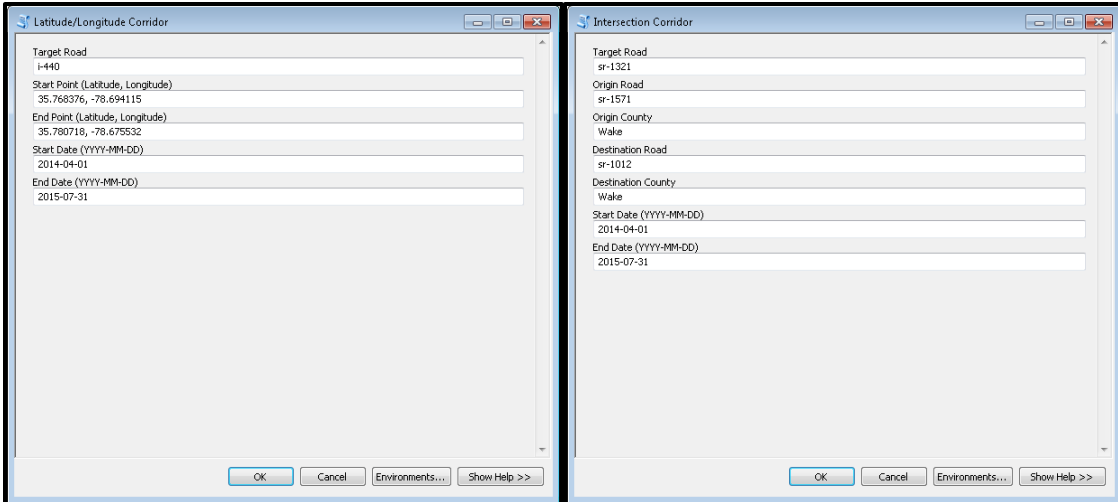 Latitude/Longitude Corridor
Target Road
i-440
Start Point (Latitude, Longitude)
35.768376, -78.694115
End Point (Latitude, Longitude)
35.780718, -78.675532
Start Date (YYYY-MM-DD)
2014-04-01
End Date (YYYY-MM-DD)
2015-07-31
OK Cancel Environments... Show Help >>
Intersection Corridor
Target Road
sr-1321
Origin Road
sr-1571
Origin County
Wake
Destination Road
sr-1012
Destination County
Wake
Start Date (YYYY-MM-DD)
2014-04-01
End Date (YYYY-MM-DD)
2015-07-31
OK Cancel Environments... Show Help >>